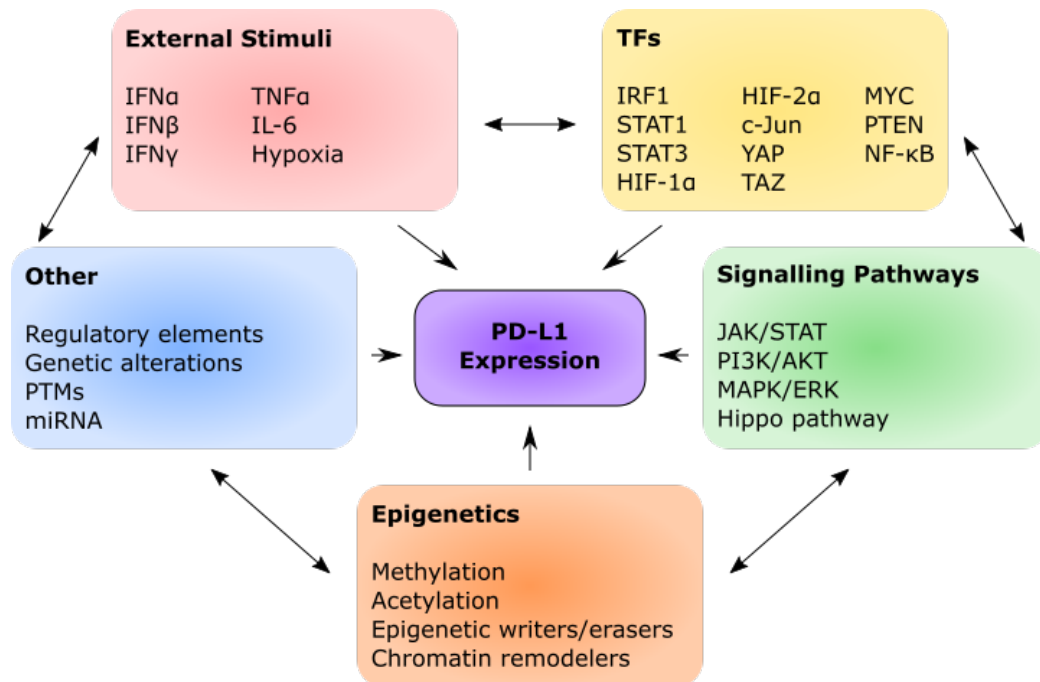 External Stimuli
IFNα TNFα
IFNβ IL-6
IFNγ Hypoxia
TFs
IRF1 HIF-2α MYC
STAT1 c-Jun PTEN
STAT3 YAP NF-κB
HIF-1α TAZ
Other
Regulatory elements
Genetic alterations
PTMs
miRNA
PD-L1
Expression
Signalling Pathways
JAK/STAT
PI3K/AKT
MAPK/ERK
Hippo pathway
Epigenetics
Methylation
Acetylation
Epigenetic writers/erasers
Chromatin remodelers